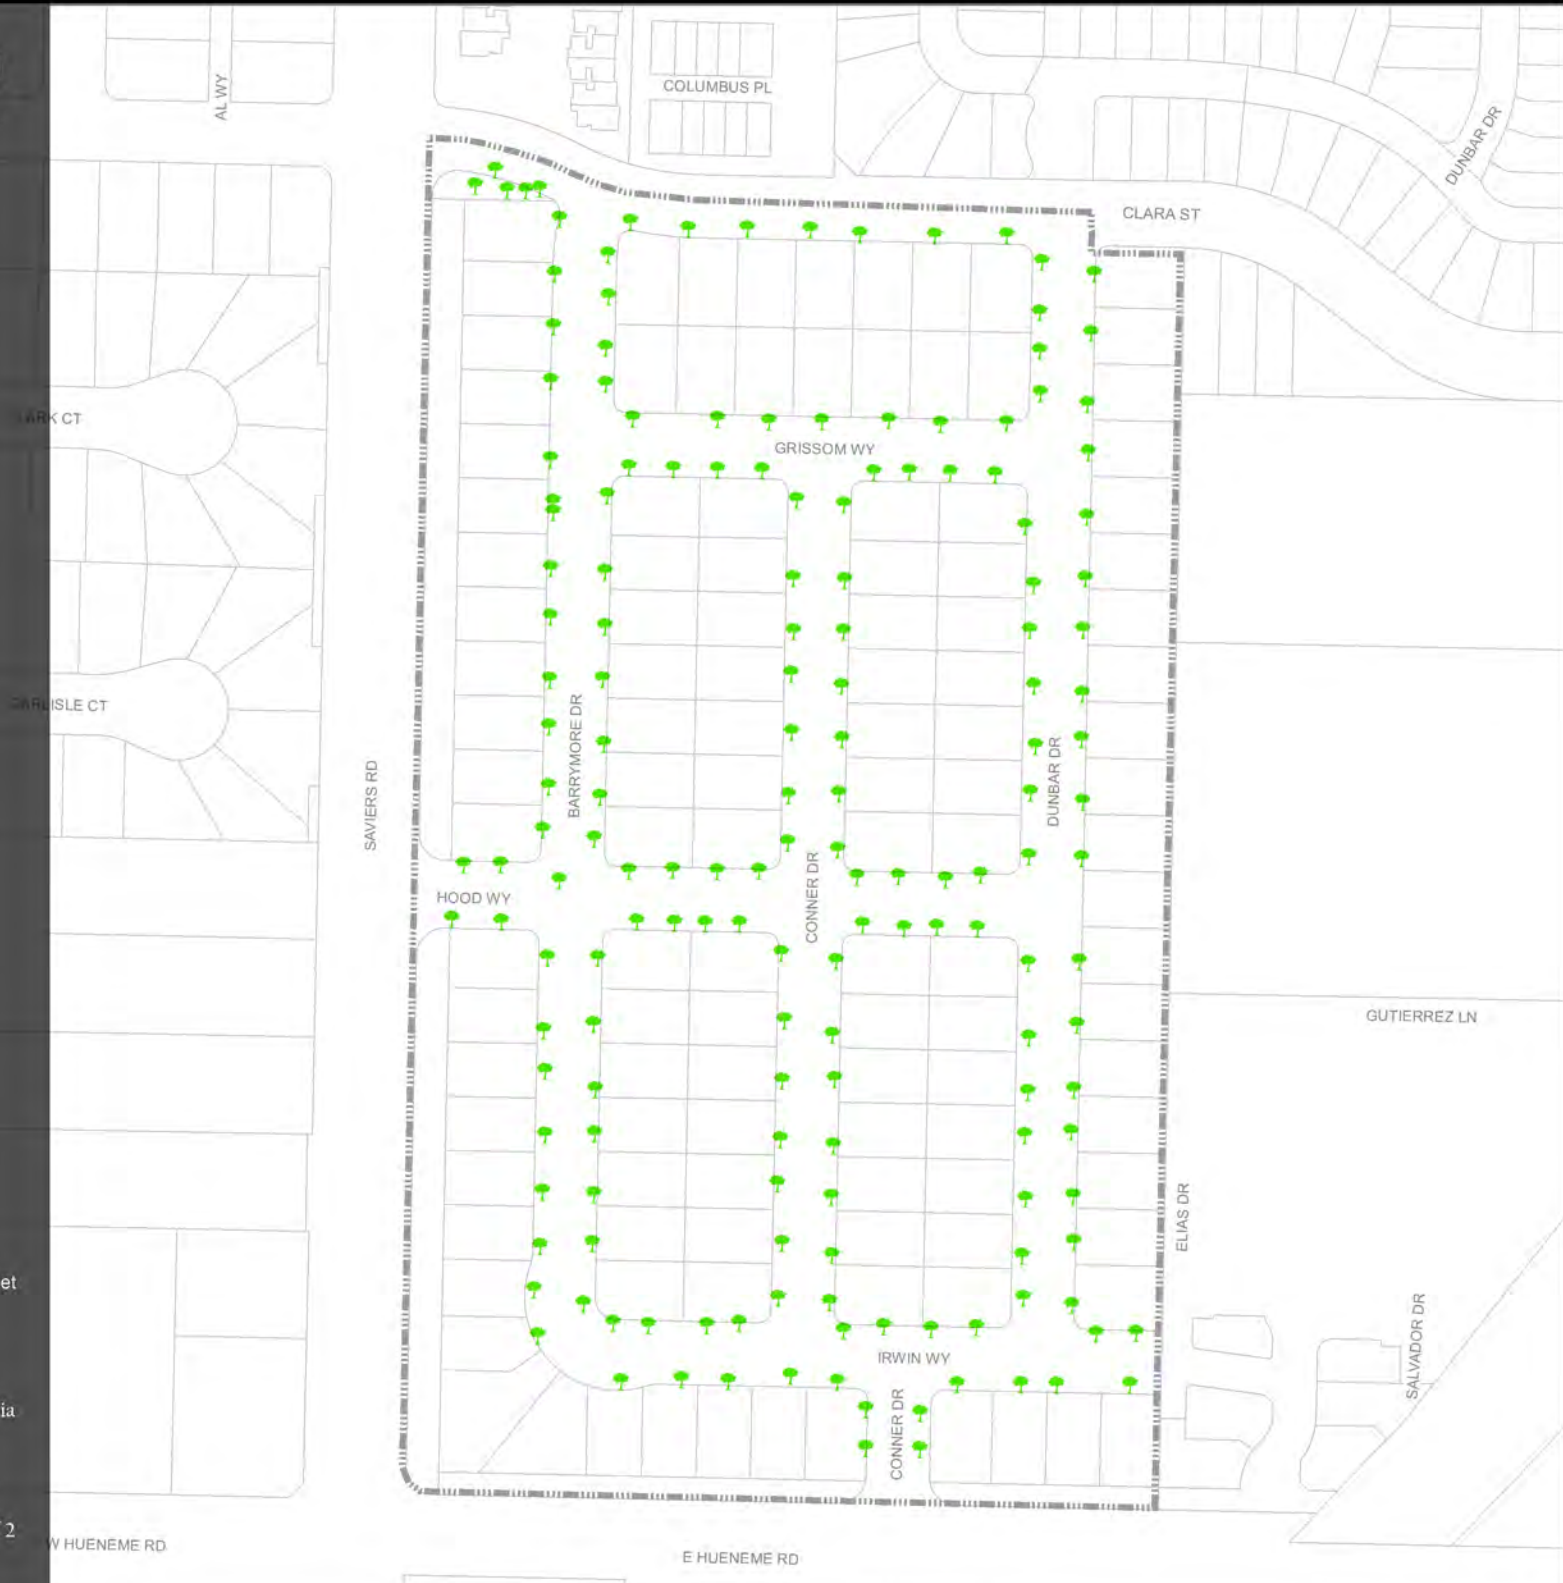 COLUMBUS PL
AL WY
DUNBAR DR
CLARA ST
GRISSOM WY
CARLISLE CT
BARRYMORE DR
DUNBAR DR
SAVIERS RD
CONNER DR
HOOD WY
GUTIERREZ LN
ELIAS DR
et
SALVADOR DR
IRWIN WY
ia
CONNER DR
2
W HUENEME RD
E HUENEME RD